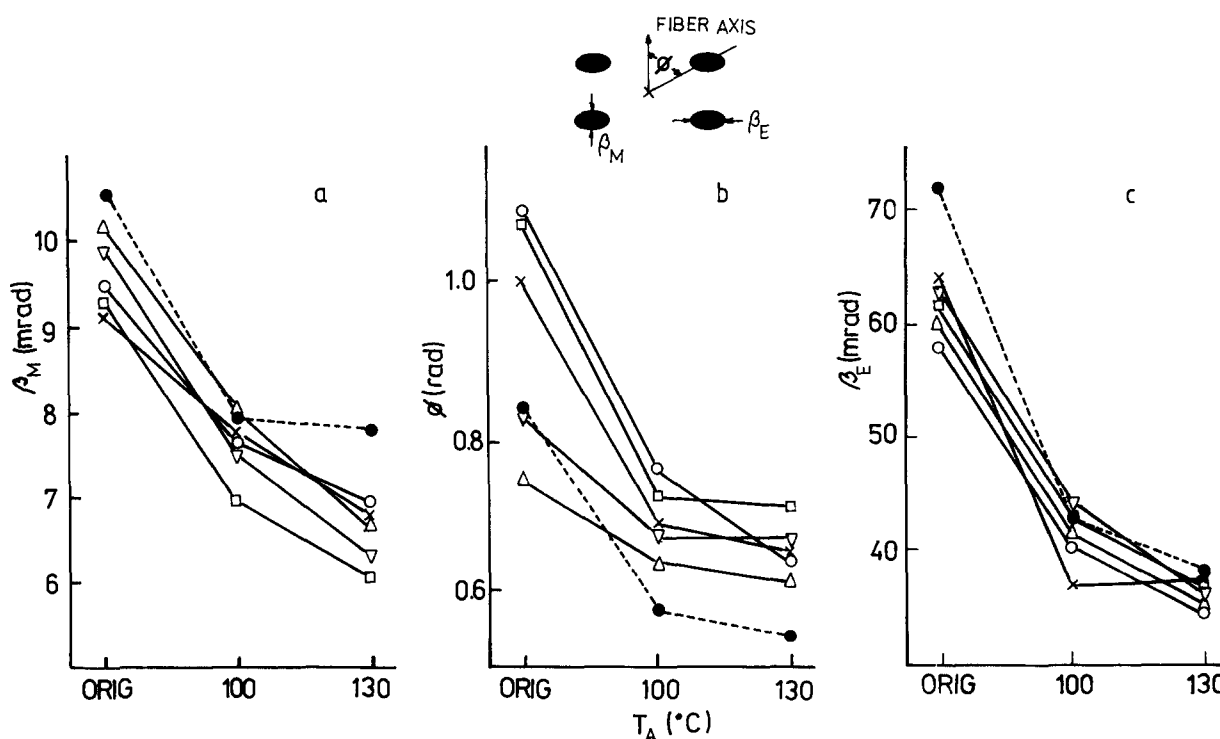 FIBER AXIS
ø
β_E
β_M
a
b
c
10
9
8
7
6
β_M (mrad)
1.0
0.8
0.6
ø (rad)
70
60
50
40
β_E (mrad)
ORIG 100 130
ORIG 100 130
ORIG 100 130
T_A (°C)